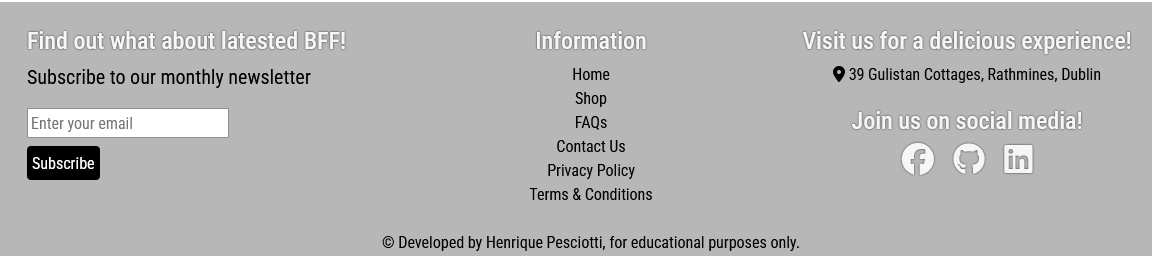 Find out what about latested BFF!
Subscribe to our monthly newsletter
Enter your email
Subscribe
Information
Home
Shop
FAQs
Contact Us
Privacy Policy
Terms & Conditions
Visit us for a delicious experience!
39 Gulistan Cottages, Rathmines, Dublin
Join us on social media!
© Developed by Henrique Pesciotti, for educational purposes only.